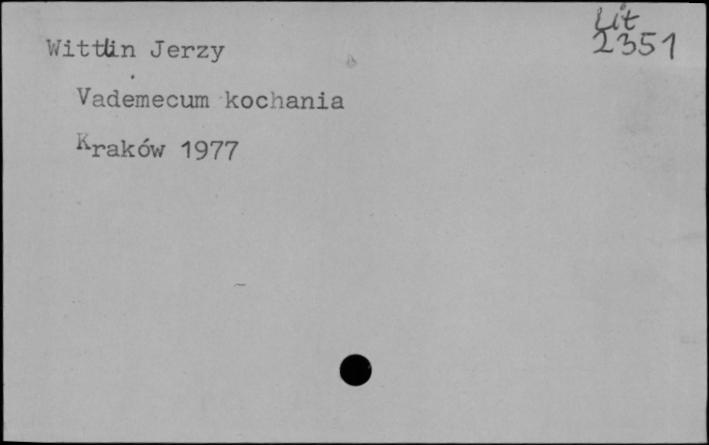 Lit
2351
Wittlin Jerzy
Vademecum kochania
Kraków 1977